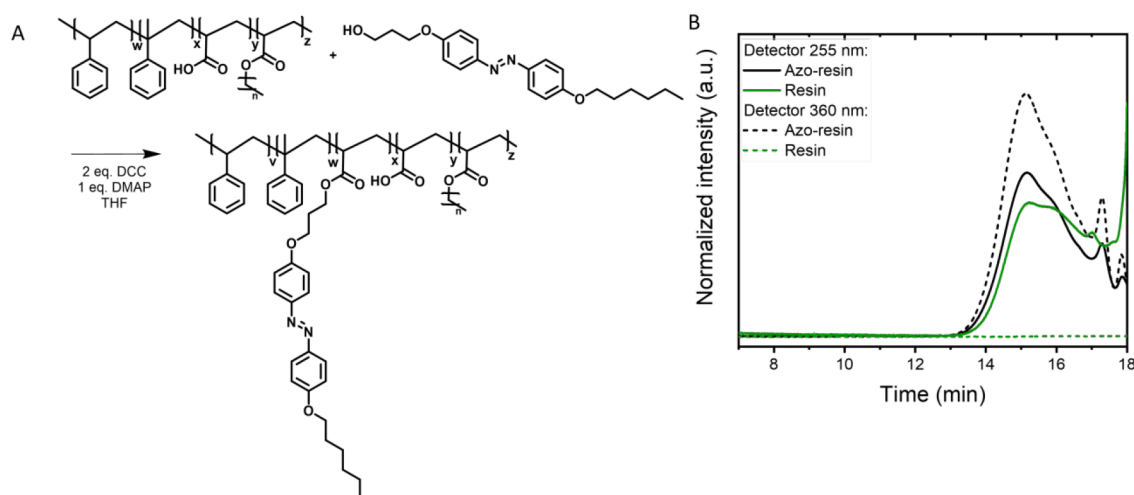 A
w
x
y
z
HO
O
O
O
n
+
HO
O
N
N
O
2 eq. DCC
1 eq. DMAP
THF
v
w
x
y
z
O
O
HO
O
O
O
n
O
N
N
O
B
Normalized intensity (a.u.)
Detector 255 nm:
Azo-resin
Resin
Detector 360 nm:
Azo-resin
Resin
8
10
12
14
16
18
Time (min)